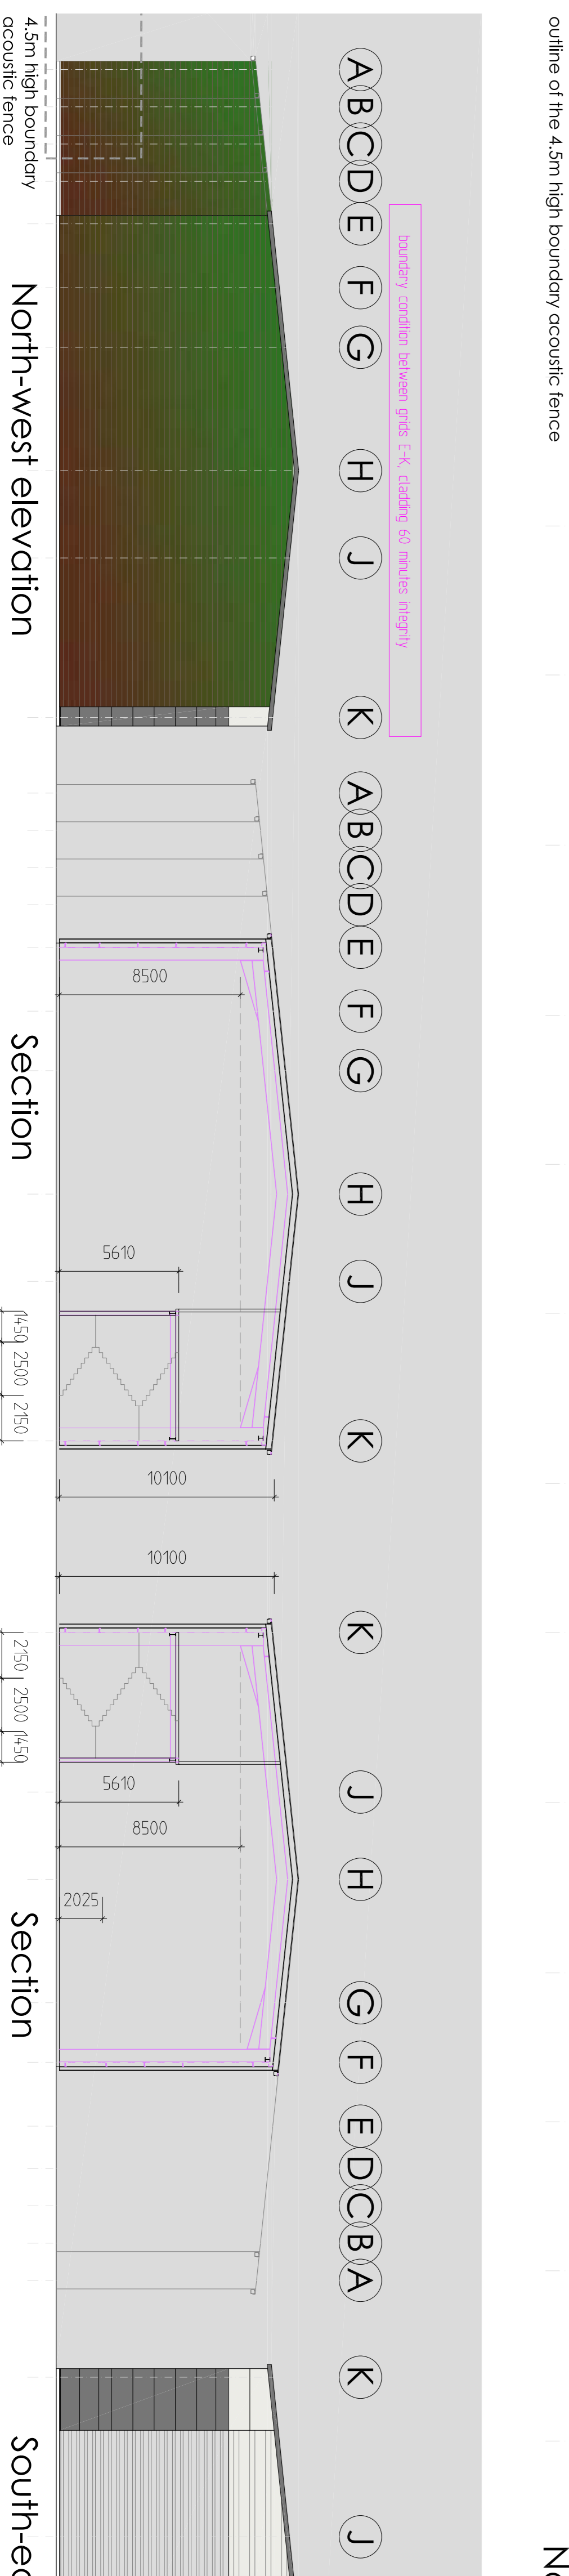 outline of the 4.5m high boundary acoustic fence
A B C D E F G H J K
boundary condition between grids E-K, cladding 60 minutes integrity
4.5m high boundary
acoustic fence
North-west elevation
A B C D E F G H J K
8500
5610
10100
1450 2500 2150
Section
K J H G F E D C B A
10100
5610
8500
2025
2150 2500 1450
Section
K J